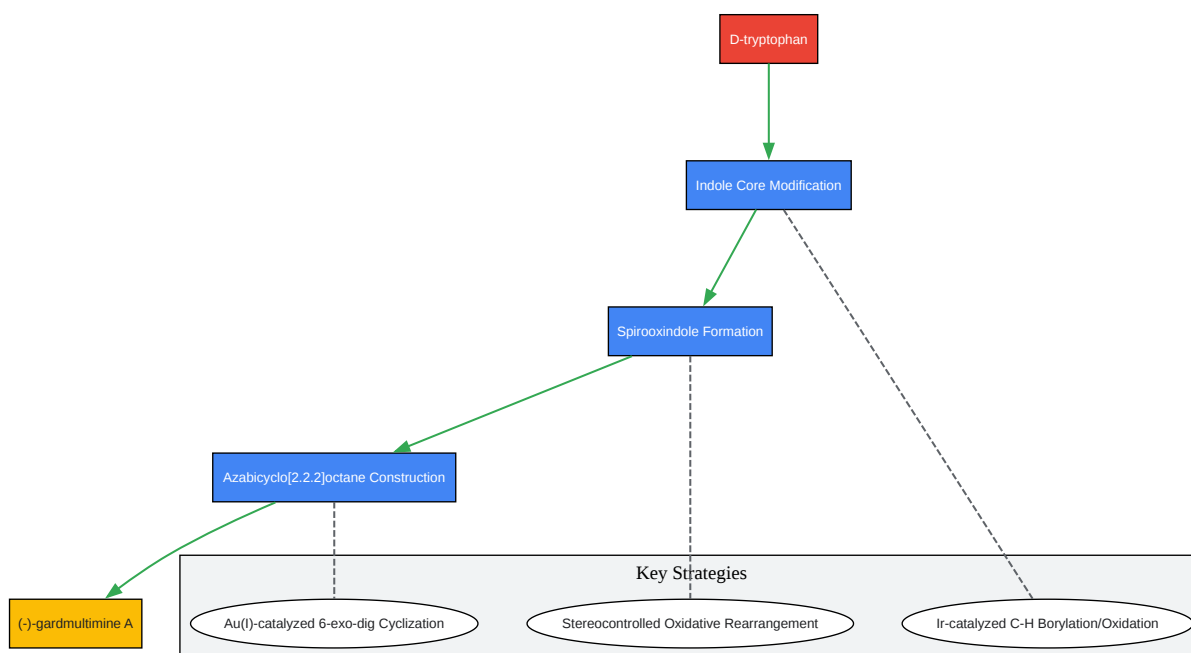 D-tryptophan
Indole Core Modification
Spirooxindole Formation
Azabicyclo[2.2.2]octane Construction
Key Strategies
(-)-gardmultimine A
Au(I)-catalyzed 6-exo-dig Cyclization
Stereocontrolled Oxidative Rearrangement
Ir-catalyzed C-H Borylation/Oxidation